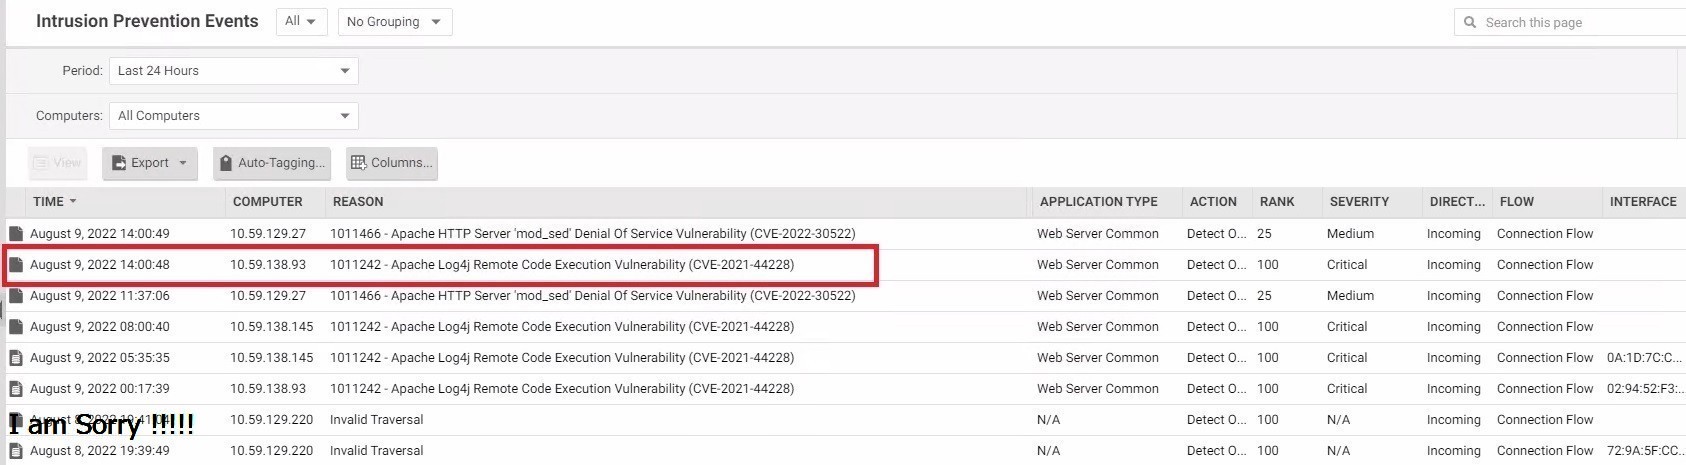 Intrusion Prevention Events All No Grouping Search this page
Period: Last 24 Hours
Computers: All Computers
View Export Auto-Tagging... Columns...
TIME COMPUTER REASON APPLICATION TYPE ACTION RANK SEVERITY DIRECT... FLOW INTERFACE
August 9, 2022 14:00:49 10.59.129.27 1011466 - Apache HTTP Server 'mod_sed' Denial Of Service Vulnerability (CVE-2022-30522) Web Server Common Detect O... 25 Medium Incoming Connection Flow
August 9, 2022 14:00:48 10.59.138.93 1011242 - Apache Log4j Remote Code Execution Vulnerability (CVE-2021-44228) Web Server Common Detect O... 100 Critical Incoming Connection Flow
August 9, 2022 11:37:06 10.59.129.27 1011466 - Apache HTTP Server 'mod_sed' Denial Of Service Vulnerability (CVE-2022-30522) Web Server Common Detect O... 25 Medium Incoming Connection Flow
August 9, 2022 08:00:40 10.59.138.145 1011242 - Apache Log4j Remote Code Execution Vulnerability (CVE-2021-44228) Web Server Common Detect O... 100 Critical Incoming Connection Flow
August 9, 2022 05:35:35 10.59.138.145 1011242 - Apache Log4j Remote Code Execution Vulnerability (CVE-2021-44228) Web Server Common Detect O... 100 Critical Incoming Connection Flow 0A:1D:7C:C...
August 9, 2022 00:17:39 10.59.138.93 1011242 - Apache Log4j Remote Code Execution Vulnerability (CVE-2021-44228) Web Server Common Detect O... 100 Critical Incoming Connection Flow 02:94:52:F3:...
August 8, 2022 19:41:04 10.59.129.220 Invalid Traversal N/A Detect O... 100 N/A Incoming Connection Flow
I am Sorry !!!!!
August 8, 2022 19:39:49 10.59.129.220 Invalid Traversal N/A Detect O... 100 N/A Incoming Connection Flow 72:9A:5F:CC...